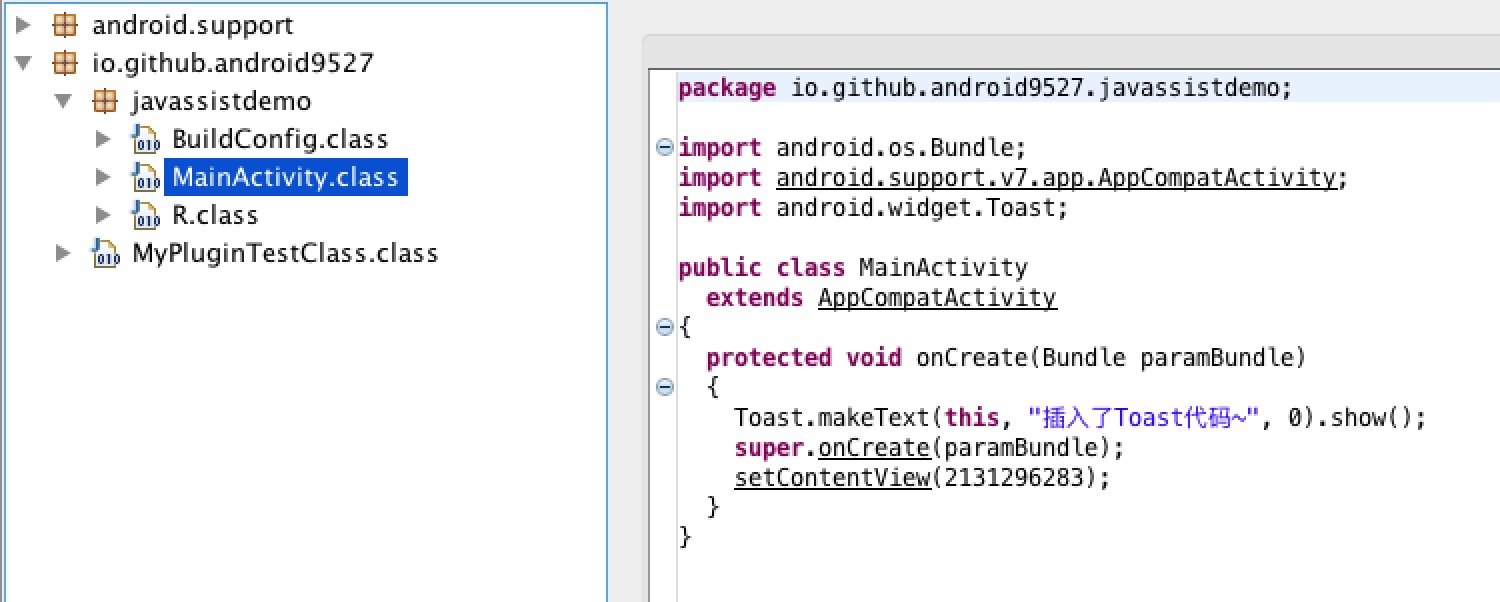 android.support
io.github.android9527
javassistdemo
BuildConfig.class
MainActivity.class
R.class
MyPluginTestClass.class
package io.github.android9527.javassistdemo;
import android.os.Bundle;
import android.support.v7.app.AppCompatActivity;
import android.widget.Toast;
public class MainActivity
extends AppCompatActivity
{
protected void onCreate(Bundle paramBundle)
{
Toast.makeText(this, "插入了Toast代码~", 0).show();
super.onCreate(paramBundle);
setContentView(2131296283);
}
}